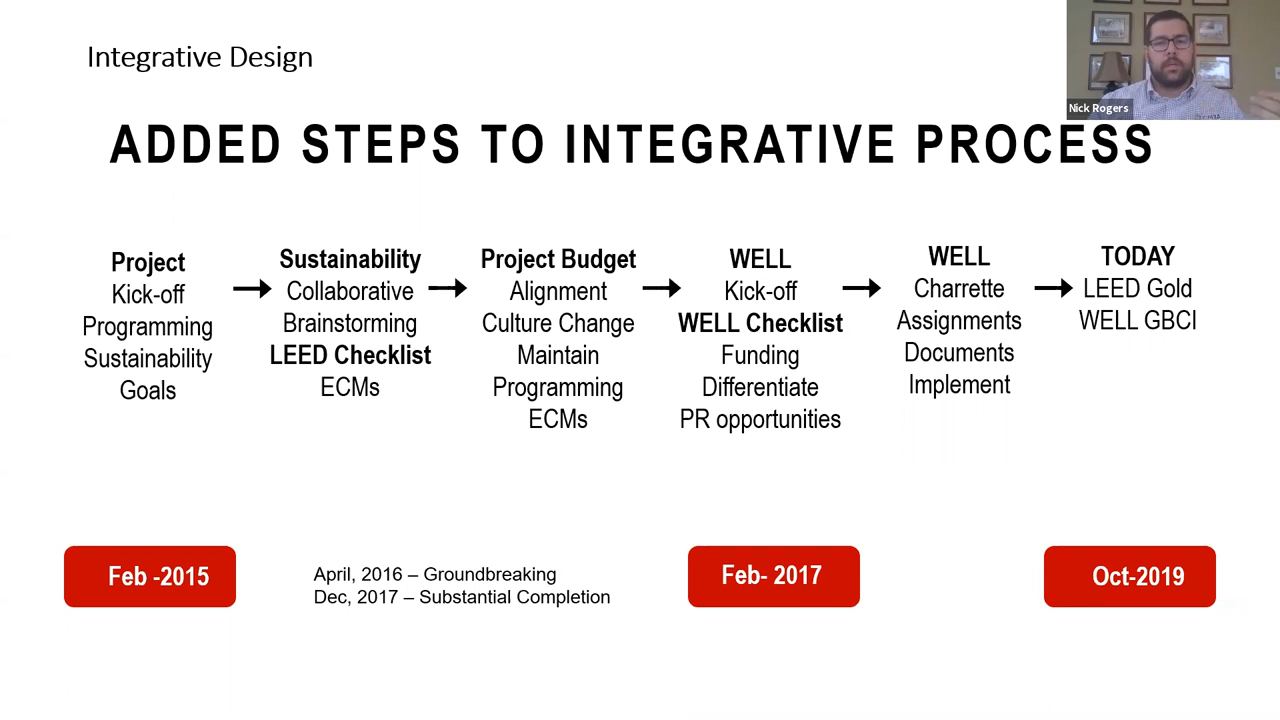 Integrative Design
Nick Rogers
ADDED STEPS TO INTEGRATIVE PROCESS
Project
Kick-off
Programming
Sustainability
Goals
Sustainability
Collaborative
Brainstorming
LEED Checklist
ECMs
Project Budget
Alignment
Culture Change
Maintain
Programming
ECMs
WELL
Kick-off
WELL Checklist
Funding
Differentiate
PR opportunities
WELL
Charrette
Assignments
Documents
Implement
TODAY
LEED Gold
WELL GBCI
Feb -2015
April, 2016 – Groundbreaking
Dec, 2017 – Substantial Completion
Feb- 2017
Oct-2019